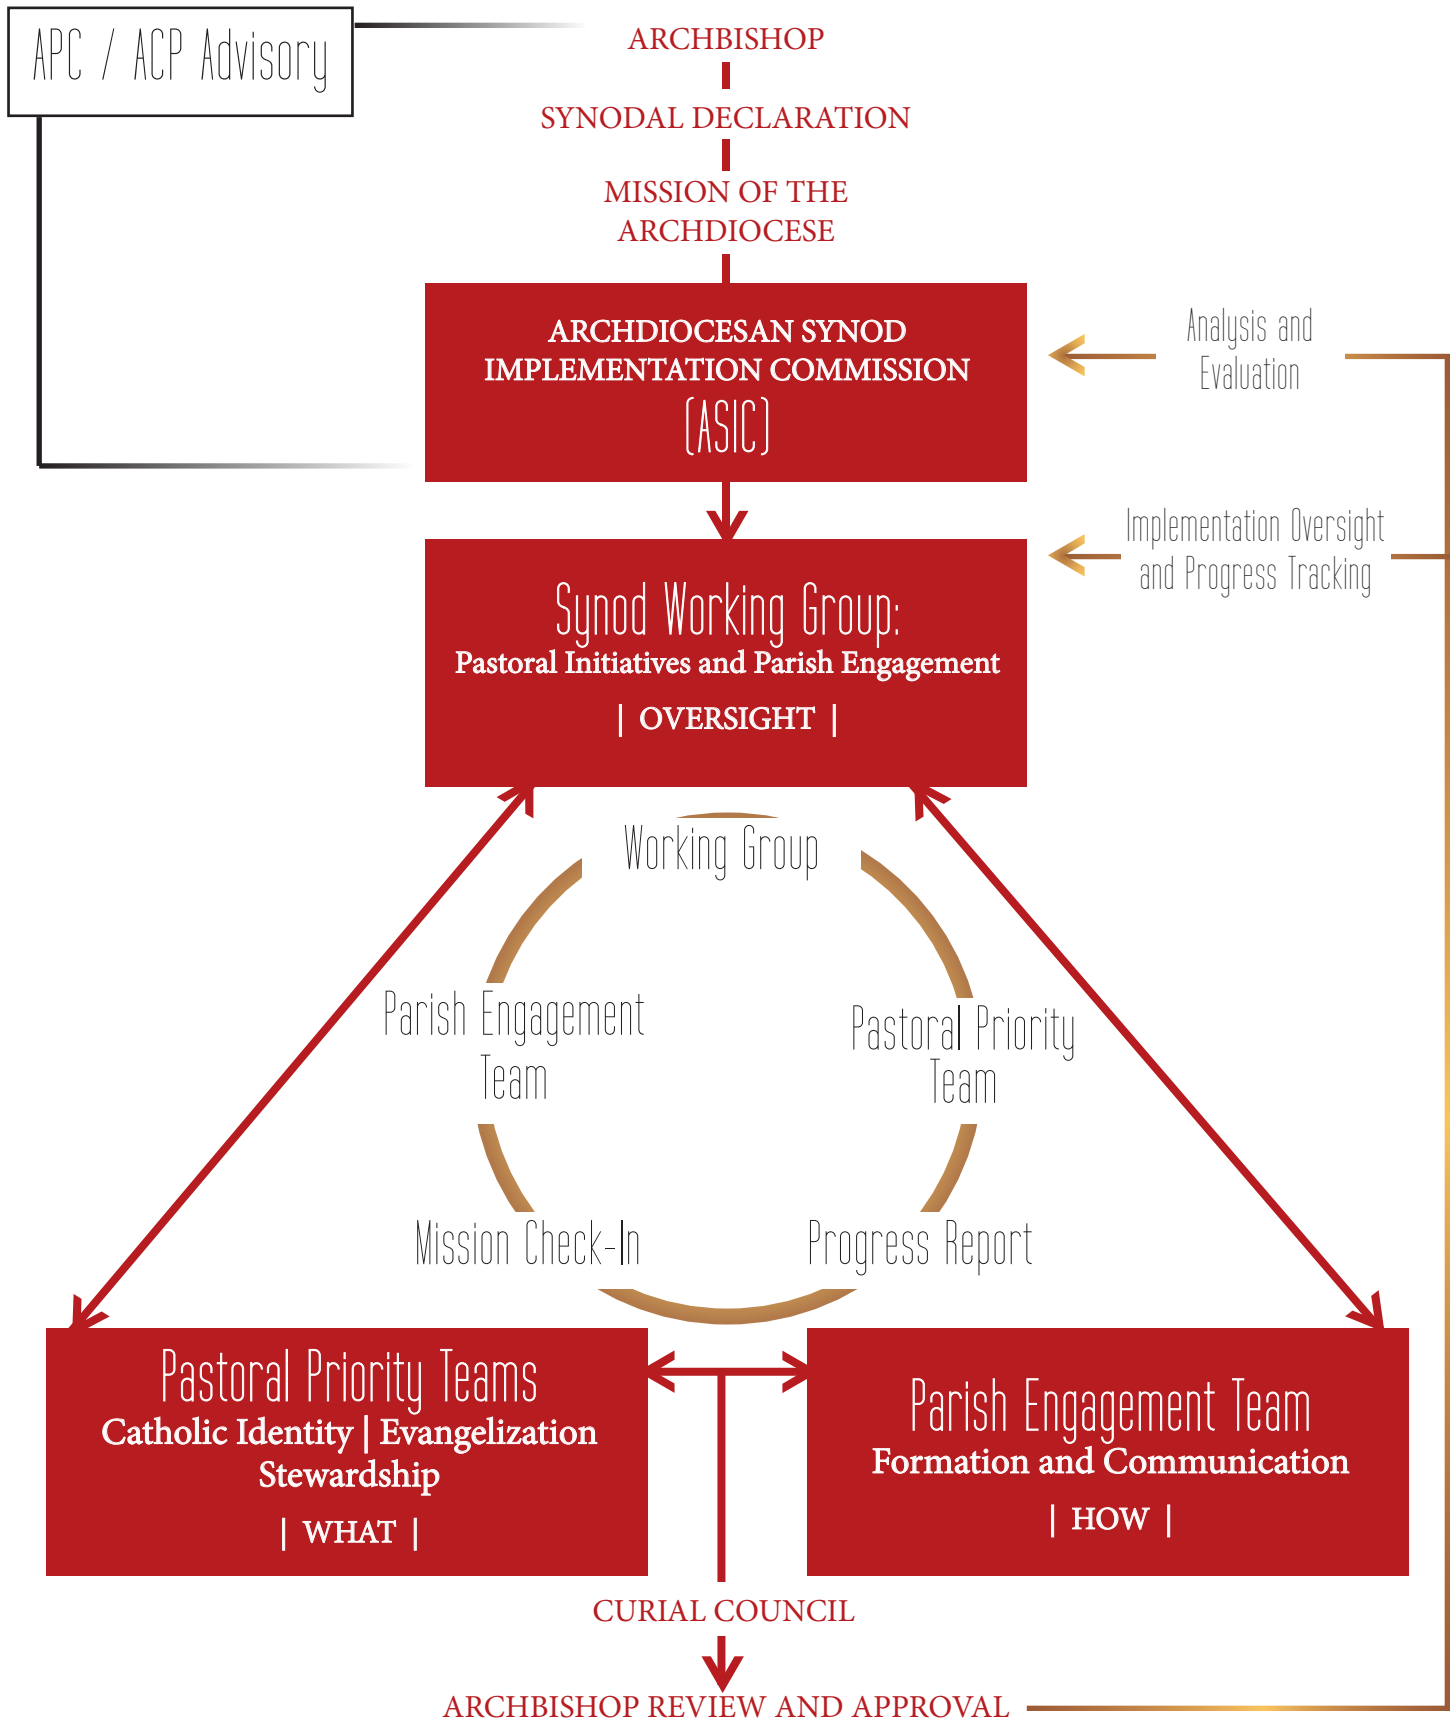 APC / ACP Advisory
ARCHBISHOP
SYNODAL DECLARATION
MISSION OF THE
ARCHDIOCESE
ARCHDIOCESAN SYNOD
IMPLEMENTATION COMMISSION
(ASIC)
Analysis and
Evaluation
Implementation Oversight
and Progress Tracking
Synod Working Group:
Pastoral Initiatives and Parish Engagement
| OVERSIGHT |
Working Group
Parish Engagement
Team
Pastoral Priority
Team
Mission Check-In
Progress Report
Pastoral Priority Teams
Catholic Identity | Evangelization
Stewardship
| WHAT |
Parish Engagement Team
Formation and Communication
| HOW |
CURIAL COUNCIL
ARCHBISHOP REVIEW AND APPROVAL